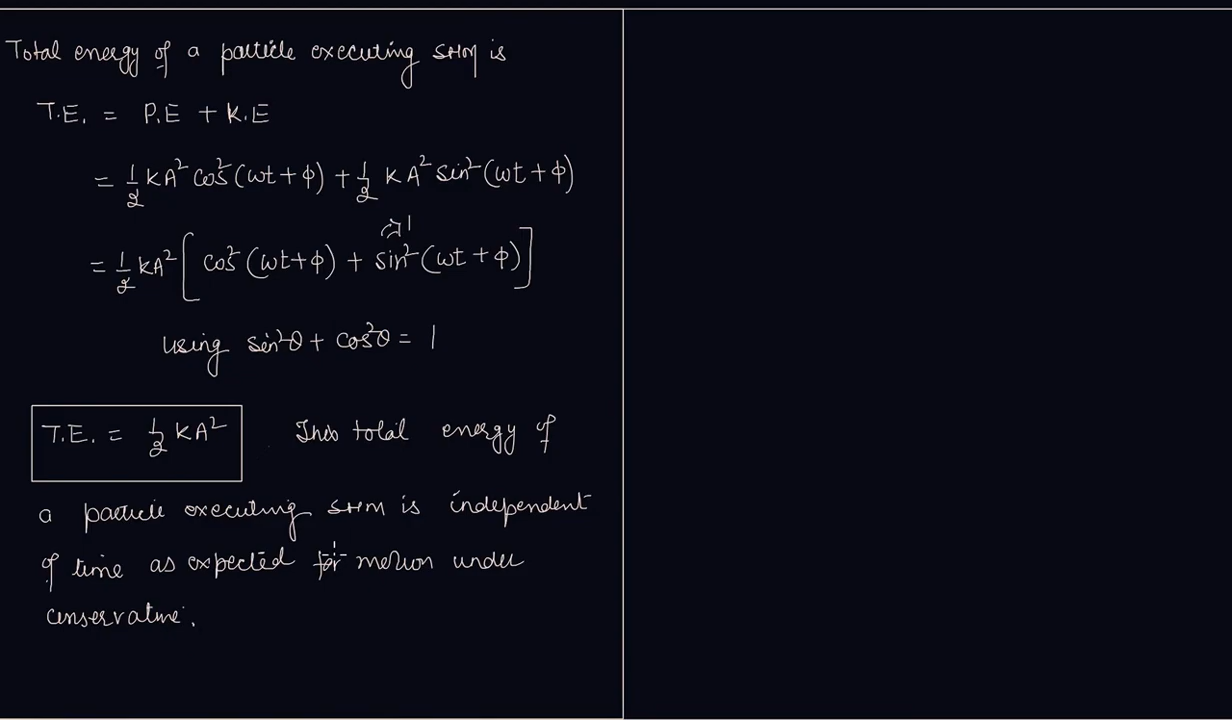 Total energy of a particle executing SHM is
T.E. = P.E + K.E
= 1/2 KA² cos²(ωt + φ) + 1/2 KA² sin²(ωt + φ)
⇒ 1
= 1/2 KA² [cos²(ωt + φ) + sin²(ωt + φ)]
using sin²θ + cos²θ = 1
T.E. = 1/2 KA² Thus total energy of
a particle executing SHM is independent
of time as expected for motion under
conservative.